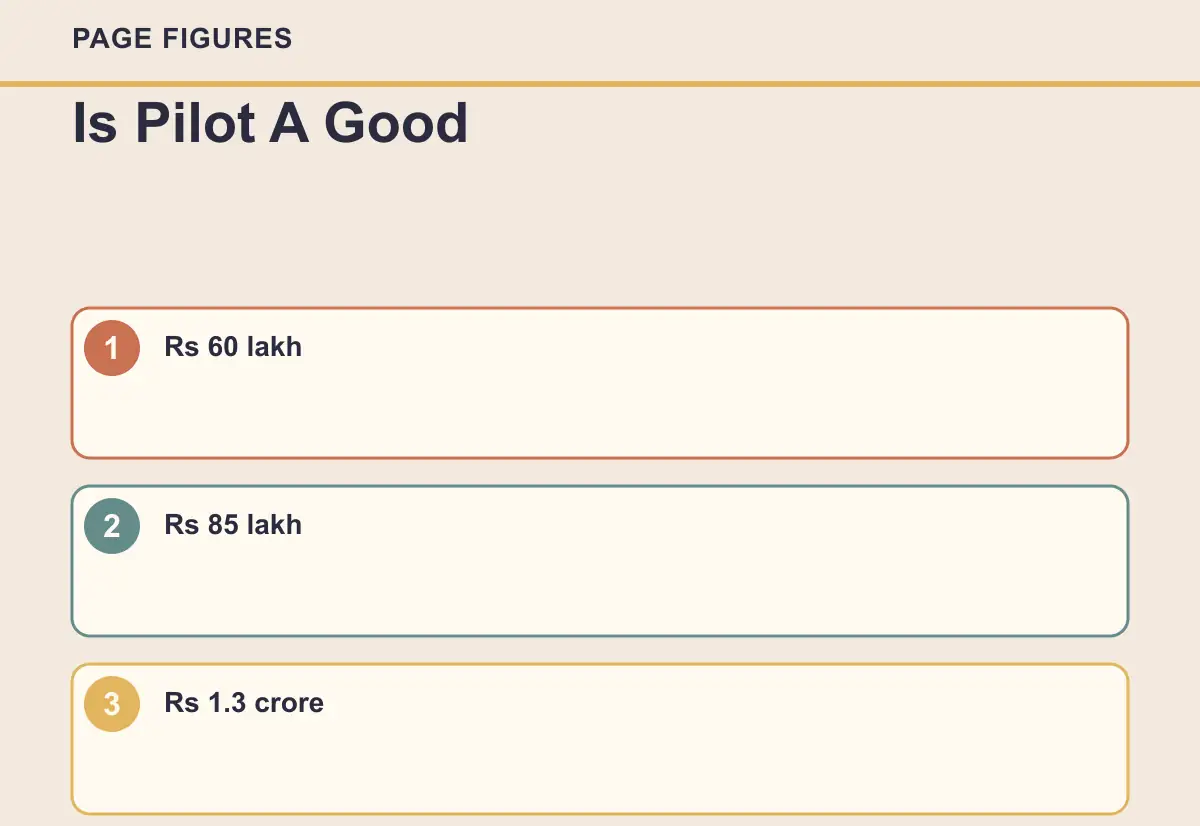 PAGE FIGURES
Is Pilot A Good
1
Rs 60 lakh
2
Rs 85 lakh
3
Rs 1.3 crore